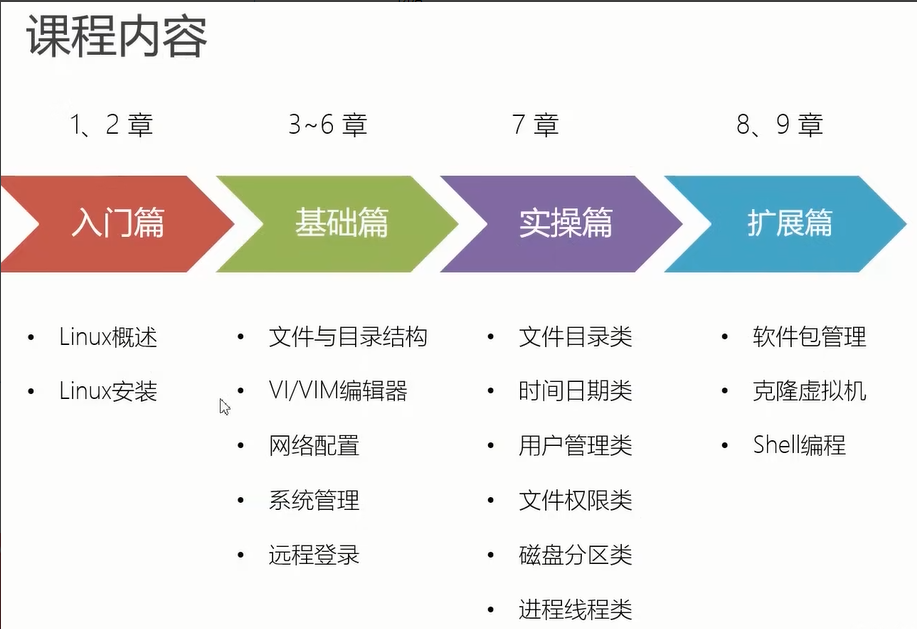 课程内容
1、2 章
3~6 章
7 章
8、9 章
入门篇
基础篇
实操篇
扩展篇
• Linux概述
• Linux安装
• 文件与目录结构
• VI/VIM编辑器
• 网络配置
• 系统管理
• 远程登录
• 文件目录类
• 时间日期类
• 用户管理类
• 文件权限类
• 磁盘分区类
• 进程线程类
• 软件包管理
• 克隆虚拟机
• Shell编程